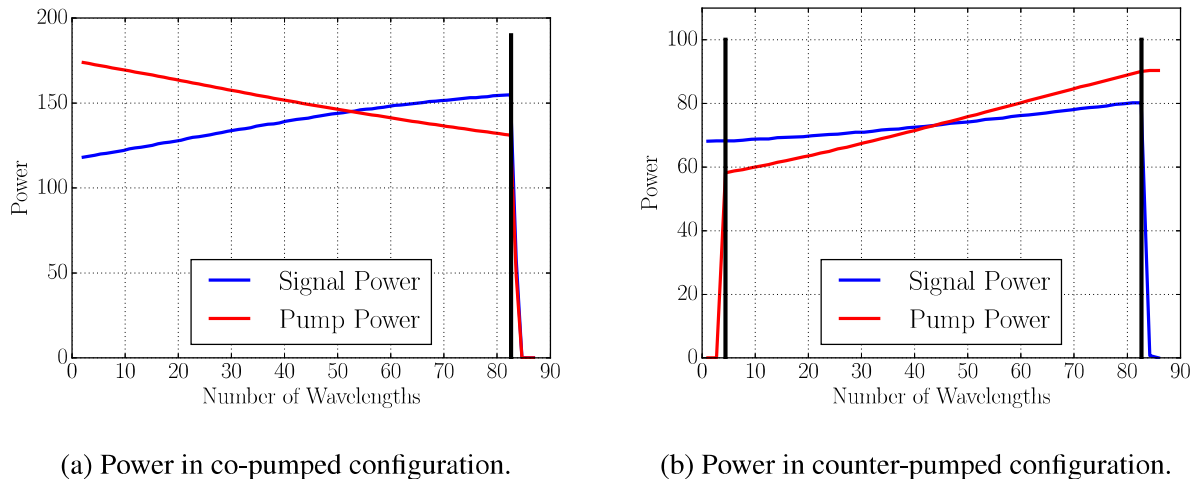 200
150
100
50
0
Power
0 10 20 30 40 50 60 70 80 90
Number of Wavelengths
Signal Power
Pump Power
(a) Power in co-pumped configuration.
100
80
60
40
20
0
Power
0 10 20 30 40 50 60 70 80 90
Number of Wavelengths
Signal Power
Pump Power
(b) Power in counter-pumped configuration.